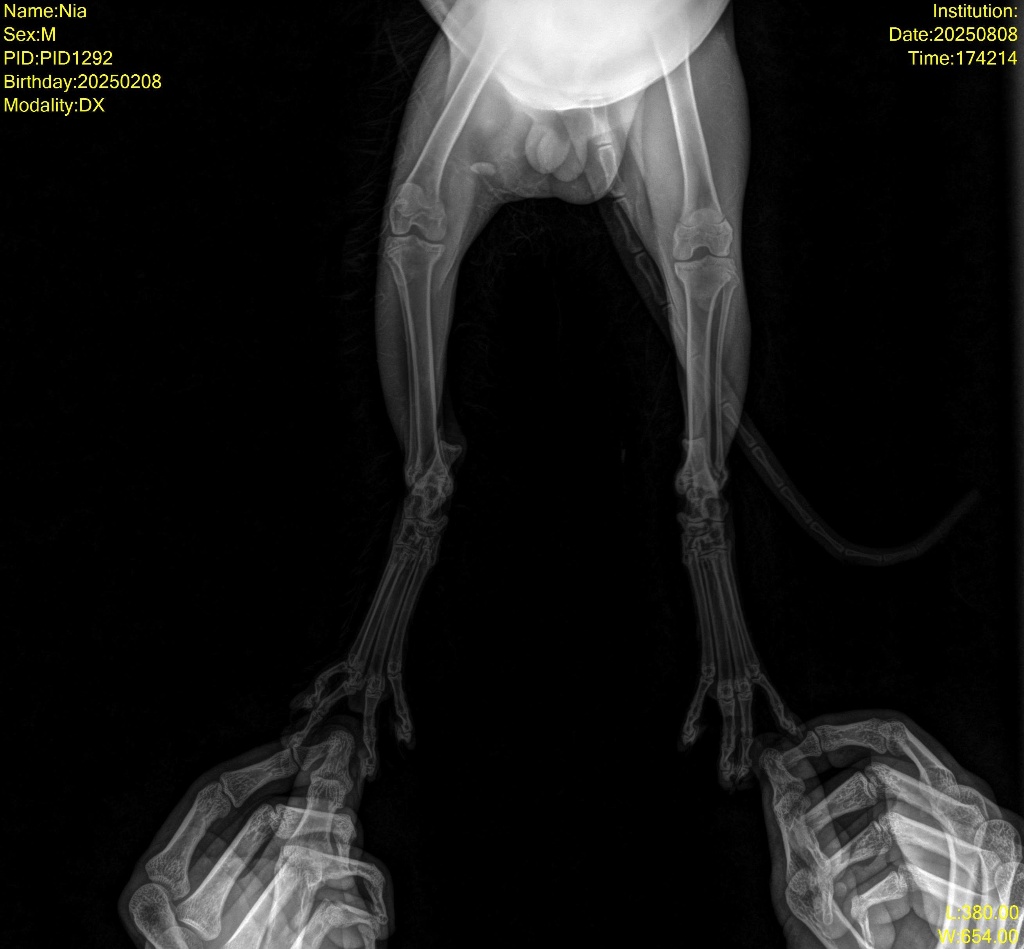 Name:Nia
Sex:M
PID:PID1292
Birthday:20250208
Modality:DX
Institution:
Date:20250808
Time:174214
L:380.00
W:654.00